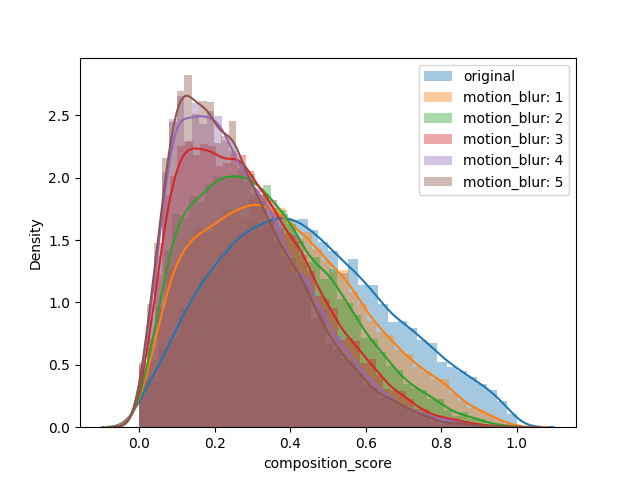 original
motion_blur: 1
motion_blur: 2
motion_blur: 3
motion_blur: 4
motion_blur: 5
2.5
2.0
1.5
1.0
0.5
0.0
Density
0.0 0.2 0.4 0.6 0.8 1.0
composition_score